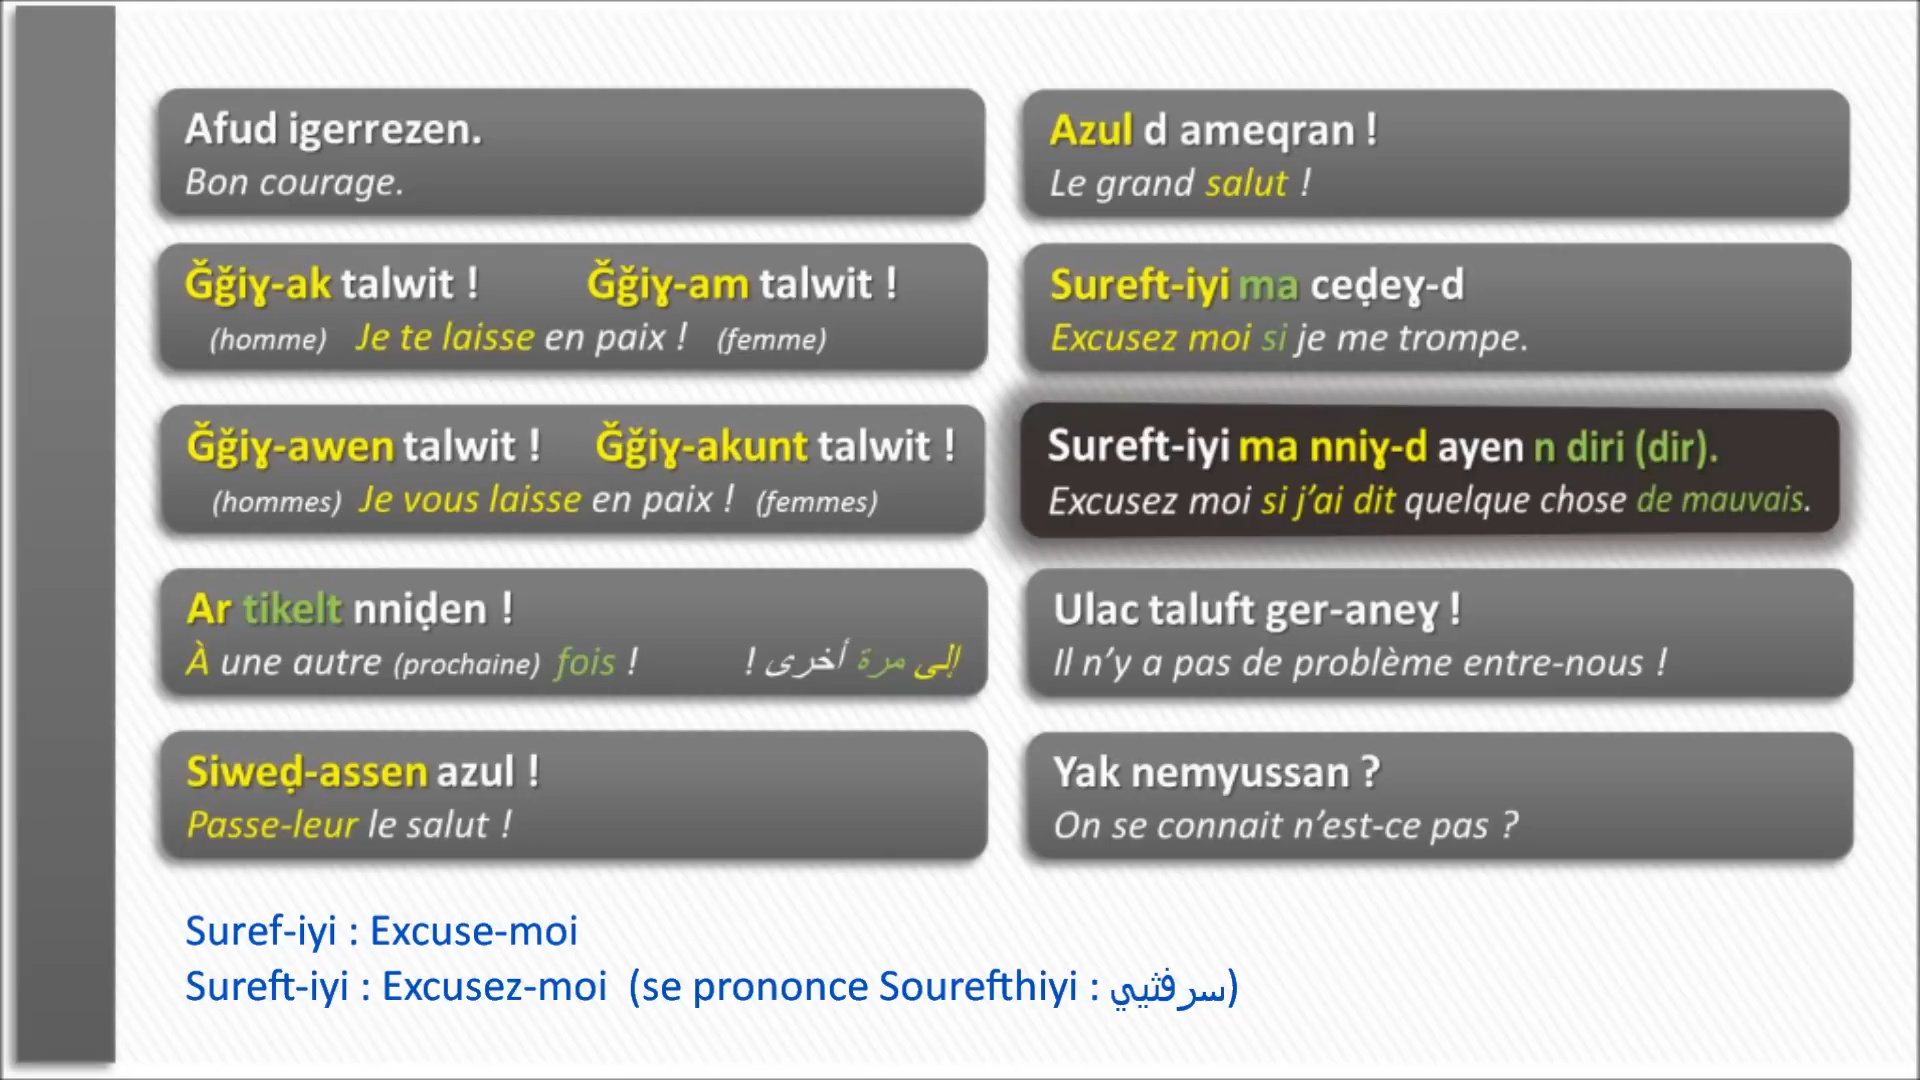 Afud igerrezen.
Bon courage.
Ǧǧiɣ-ak talwit ! Ǧǧiɣ-am talwit !
(homme) Je te laisse en paix ! (femme)
Ǧǧiɣ-awen talwit ! Ǧǧiɣ-akunt talwit !
(hommes) Je vous laisse en paix ! (femmes)
Ar tikelt nniḍen !
À une autre (prochaine) fois ! إلى مرة أخرى !
Siweḍ-assen azul !
Passe-leur le salut !
Azul d ameqran !
Le grand salut !
Sureft-iyi ma ceḍeɣ-d
Excusez moi si je me trompe.
Sureft-iyi ma nniɣ-d ayen n diri (dir).
Excusez moi si j’ai dit quelque chose de mauvais.
Ulac taluft ger-aneɣ !
Il n’y a pas de problème entre-nous !
Yak nemyussan ?
On se connait n’est-ce pas ?
Suref-iyi : Excuse-moi
Sureft-iyi : Excusez-moi (se prononce Sourefthiyi : سرفثيي)